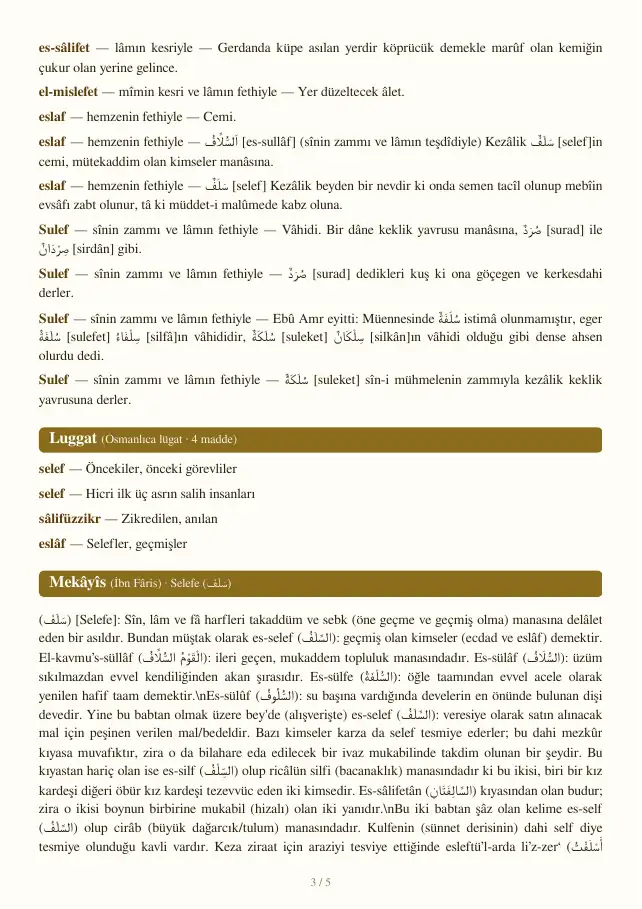 es-sâlifet — lâmın kesriyle — Gerdanda küpe asılan yerdir köprücük demekle marûf olan kemiğin
çukur olan yerine gelince.
el-mislefet — mîmin kesri ve lâmın fethiyle — Yer düzeltecek âlet.
eslaf — hemzenin fethiyle — Cemi.
eslaf — hemzenin fethiyle — اَلسُّلَّافُ [es-sullâf] (sînin zammı ve lâmın teşdîdiyle) Kezâlik سَلَفٌ [selef]in
cemi, mütekaddim olan kimseler manâsına.
eslaf — hemzenin fethiyle — سَلَفٌ [selef] Kezâlik beyden bir nevdir ki onda semen tacîl olunup mebîin
evsâfı zabt olunur, tâ ki müddet-i malûmede kabz oluna.
Sulef — sînin zammı ve lâmın fethiyle — Vâhidi. Bir dâne keklik yavrusu manâsına, صُرَدٌ [surad] ile
صِرْدَانٌ [sirdân] gibi.
Sulef — sînin zammı ve lâmın fethiyle — صُرَدٌ [surad] dedikleri kuş ki ona göçegen ve kerkesdahi
derler.
Sulef — sînin zammı ve lâmın fethiyle — Ebû Amr eyitti: Müennesinde سُلَفَةٌ istimâ olunmamıştır, eger
سُلَفَةٌ [sulefet] سِلْفَاءُ [silfâ]ın vâhididir, سُلَكَةٌ [suleket] سِلْكَانٌ [silkân]ın vâhidi olduğu gibi dense ahsen
olurdu dedi.
Sulef — sînin zammı ve lâmın fethiyle — سُلَكَةٌ [suleket] sîn-i mühmelenin zammıyla kezâlik keklik
yavrusuna derler.
Luggat (Osmanlıca lügat · 4 madde)
selef — Öncekiler, önceki görevliler
selef — Hicri ilk üç asrın salih insanları
sâlifüzzikr — Zikredilen, anılan
eslâf — Selefler, geçmişler
Mekâyîs (İbn Fâris) · Selefe (سَلَفَ)
(سَلَفَ) [Selefe]: Sîn, lâm ve fâ harfleri takaddüm ve sebk (öne geçme ve geçmiş olma) manasına delâlet
eden bir asıldır. Bundan müştak olarak es-selef (السَّلَفُ): geçmiş olan kimseler (ecdad ve eslâf) demektir.
El-kavmu's-süllâf (الْقَوْمُ السُّلَّافُ): ileri geçen, mukaddem topluluk manasındadır. Es-sülâf (السُّلَافُ): üzüm
sıkılmazdan evvel kendiliğinden akan şırasıdır. Es-sülfe (السُّلْفَةُ): öğle taamından evvel acele olarak
yenilen hafif taam demektir.\nEs-sülûf (السُّلُوفُ): su başına vardığında develerin en önünde bulunan dişi
devedir. Yine bu babtan olmak üzere bey'de (alışverişte) es-selef (السَّلَفُ): veresiye olarak satın alınacak
mal için peşinen verilen mal/bedeldir. Bazı kimseler karza da selef tesmiye ederler; bu dahi mezkûr
kıyasa muvafıktır, zira o da bilahare eda edilecek bir ivaz mukabilinde takdim olunan bir şeydir. Bu
kıyastan hariç olan ise es-silf (السِّلْفُ) olup ricâlün silfi (bacanaklık) manasındadır ki bu ikisi, biri bir kız
kardeşi diğeri öbür kız kardeşi tezevvüc eden iki kimsedir. Es-sâlifetân (السَّالِفَتَانِ) kıyasından olan budur;
zira o ikisi boynun birbirine mukabil (hizalı) olan iki yanıdır.\nBu iki babtan şâz olan kelime es-self
(السَّلْفُ) olup cirâb (büyük dağarcık/tulum) manasındadır. Kulfenin (sünnet derisinin) dahi self diye
tesmiye olunduğu kavli vardır. Keza ziraat için araziyi tesviye ettiğinde esleftü'l-arda li'z-zer‘ (أَسْلَفْتُ
3 / 5